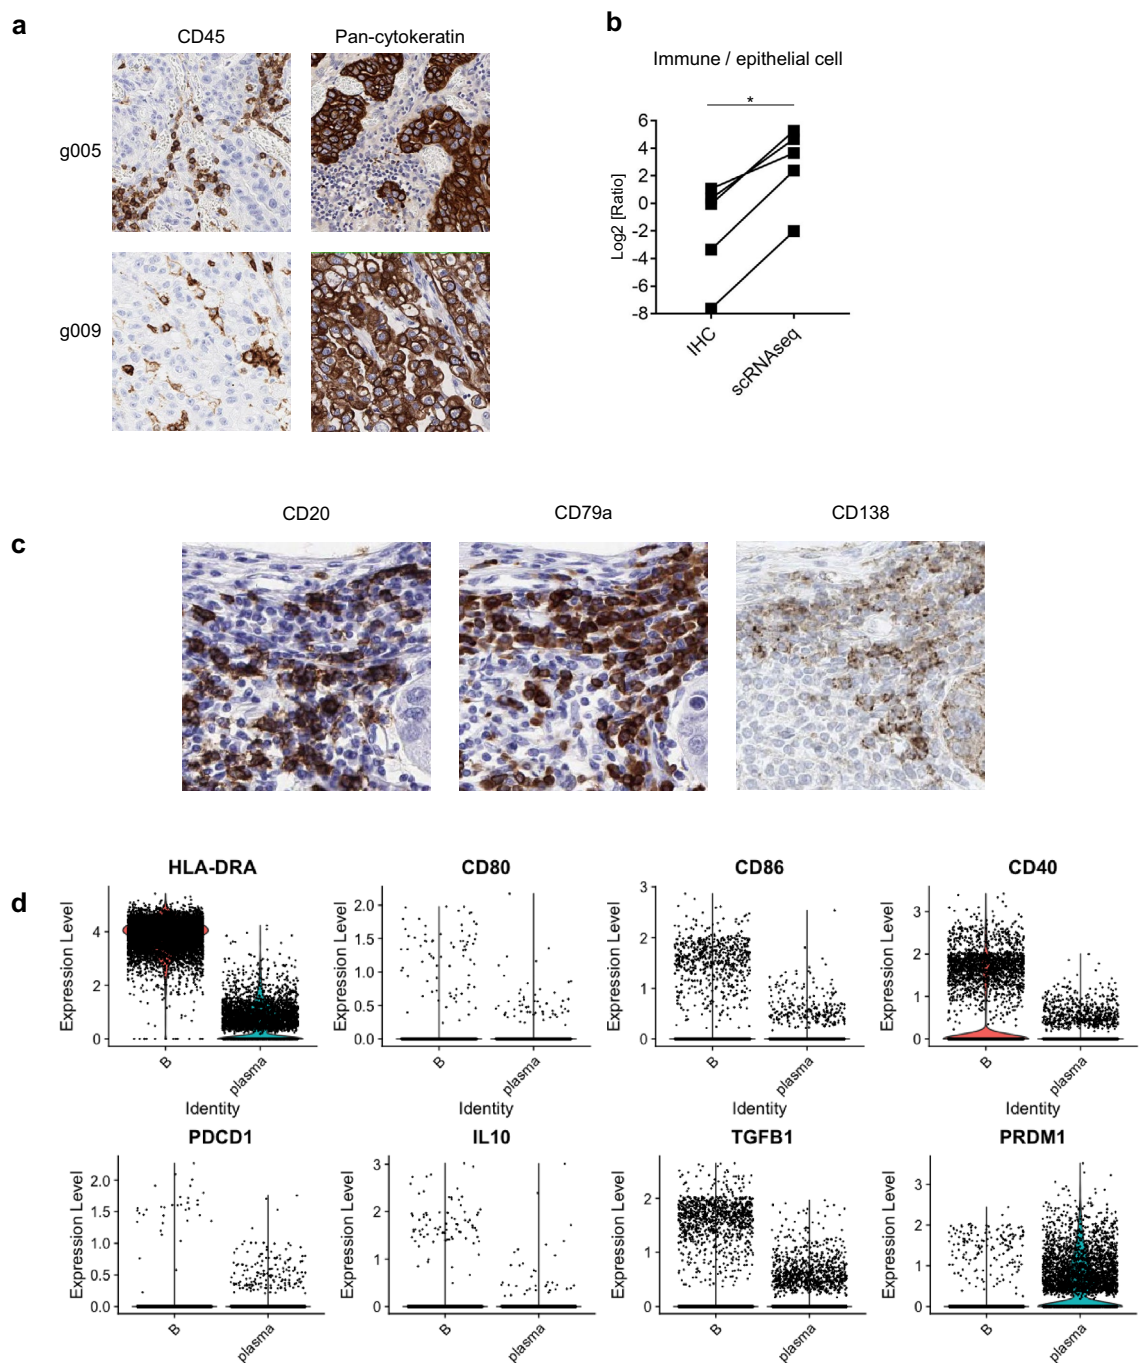 a
CD45
Pan-cytokeratin
g005
g009
b
Immune / epithelial cell
*
Log2 [Ratio]
6
4
2
0
-2
-4
-6
-8
IHC
scRNAseq
c
CD20
CD79a
CD138
d
HLA-DRA
Expression Level
4
2
0
B
plasma
Identity
CD80
Expression Level
2.0
1.5
1.0
0.5
0.0
B
plasma
Identity
CD86
Expression Level
3
2
1
0
B
plasma
Identity
CD40
Expression Level
3
2
1
0
B
plasma
Identity
PDCD1
Expression Level
2.0
1.5
1.0
0.5
0.0
B
plasma
IL10
Expression Level
3
2
1
0
B
plasma
TGFB1
Expression Level
2
1
0
B
plasma
PRDM1
Expression Level
3
2
1
0
B
plasma